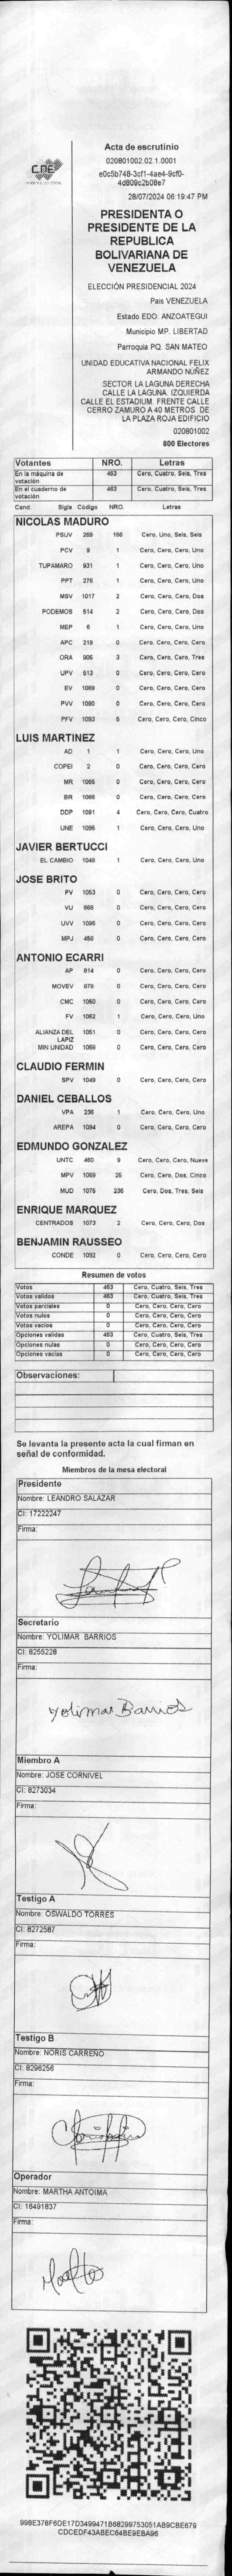 CNE
Acta de escrutinio
020801002.02.1.0001
e0c5b748-3cf1-4ae4-9cf0-
4d809c2b08e7
28/07/2024 06:19:47 PM
PRESIDENTA O
PRESIDENTE DE LA
REPUBLICA
BOLIVARIANA DE
VENEZUELA
ELECCIÓN PRESIDENCIAL 2024
Pais VENEZUELA
Estado EDO. ANZOATEGUI
Municipio MP. LIBERTAD
Parroquia PQ. SAN MATEO
UNIDAD EDUCATIVA NACIONAL FELIX
ARMANDO NUÑEZ
SECTOR LA LAGUNA DERECHA
CALLE LA LAGUNA. IZQUIERDA
CALLE EL ESTADIUM. FRENTE CALLE
CERRO ZAMURO A 40 METROS DE
LA PLAZA ROJA EDIFICIO
020801002
800 Electores
Votantes NRO. Letras
En la máquina de votación 463 Cero, Cuatro, Seis, Tres
En el cuaderno de votación 463 Cero, Cuatro, Seis, Tres
Cand. Sigla Código NRO. Letras
NICOLAS MADURO
PSUV 269 166 Cero, Uno, Seis, Seis
PCV 9 1 Cero, Cero, Cero, Uno
TUPAMARO 931 1 Cero, Cero, Cero, Uno
PPT 276 1 Cero, Cero, Cero, Uno
MSV 1017 2 Cero, Cero, Cero, Dos
PODEMOS 514 2 Cero, Cero, Cero, Dos
MEP 6 1 Cero, Cero, Cero, Uno
APC 219 0 Cero, Cero, Cero, Cero
ORA 906 3 Cero, Cero, Cero, Tres
UPV 513 0 Cero, Cero, Cero, Cero
EV 1089 0 Cero, Cero, Cero, Cero
PVV 1090 0 Cero, Cero, Cero, Cero
PFV 1093 5 Cero, Cero, Cero, Cinco
LUIS MARTINEZ
AD 1 1 Cero, Cero, Cero, Uno
COPEI 2 0 Cero, Cero, Cero, Cero
MR 1065 0 Cero, Cero, Cero, Cero
BR 1066 0 Cero, Cero, Cero, Cero
DDP 1091 4 Cero, Cero, Cero, Cuatro
UNE 1095 1 Cero, Cero, Cero, Uno
JAVIER BERTUCCI
EL CAMBIO 1046 1 Cero, Cero, Cero, Uno
JOSE BRITO
PV 1053 0 Cero, Cero, Cero, Cero
VU 868 0 Cero, Cero, Cero, Cero
UVV 1096 0 Cero, Cero, Cero, Cero
MPJ 458 0 Cero, Cero, Cero, Cero
ANTONIO ECARRI
AP 814 0 Cero, Cero, Cero, Cero
MOVEV 878 0 Cero, Cero, Cero, Cero
CMC 1050 0 Cero, Cero, Cero, Cero
FV 1062 1 Cero, Cero, Cero, Uno
ALIANZA DEL LAPIZ 1051 0 Cero, Cero, Cero, Cero
MIN UNIDAD 1068 0 Cero, Cero, Cero, Cero
CLAUDIO FERMIN
SPV 1049 0 Cero, Cero, Cero, Cero
DANIEL CEBALLOS
VPA 236 1 Cero, Cero, Cero, Uno
AREPA 1094 0 Cero, Cero, Cero, Cero
EDMUNDO GONZALEZ
UNTC 460 9 Cero, Cero, Cero, Nueve
MPV 1069 25 Cero, Cero, Dos, Cinco
MUD 1075 236 Cero, Dos, Tres, Seis
ENRIQUE MARQUEZ
CENTRADOS 1073 2 Cero, Cero, Cero, Dos
BENJAMIN RAUSSEO
CONDE 1092 0 Cero, Cero, Cero, Cero
Resumen de votos
Votos 463 Cero, Cuatro, Seis, Tres
Votos validos 463 Cero, Cuatro, Seis, Tres
Votos parciales 0 Cero, Cero, Cero, Cero
Votos nulos 0 Cero, Cero, Cero, Cero
Votos vacios 0 Cero, Cero, Cero, Cero
Opciones validas 463 Cero, Cuatro, Seis, Tres
Opciones nulas 0 Cero, Cero, Cero, Cero
Opciones vacias 0 Cero, Cero, Cero, Cero
Observaciones:
Se levanta la presente acta la cual firman en
señal de conformidad.
Miembros de la mesa electoral
Presidente
Nombre: LEANDRO SALAZAR
CI: 17222247
Firma:
Secretario
Nombre: YOLIMAR BARRIOS
CI: 8255228
Firma:
Yolimar Barrios
Miembro A
Nombre: JOSE CORNIVEL
CI: 8273034
Firma:
Testigo A
Nombre: OSWALDO TORRES
CI: 8272587
Firma:
Testigo B
Nombre: NORIS CARREÑO
CI: 8298256
Firma:
Operador
Nombre: MARTHA ANTOIMA
CI: 16491837
Firma:
998E378F6DE17D3499471B68299753051AB9CBE679
CDCEDF43ABEC64BE9EBA96